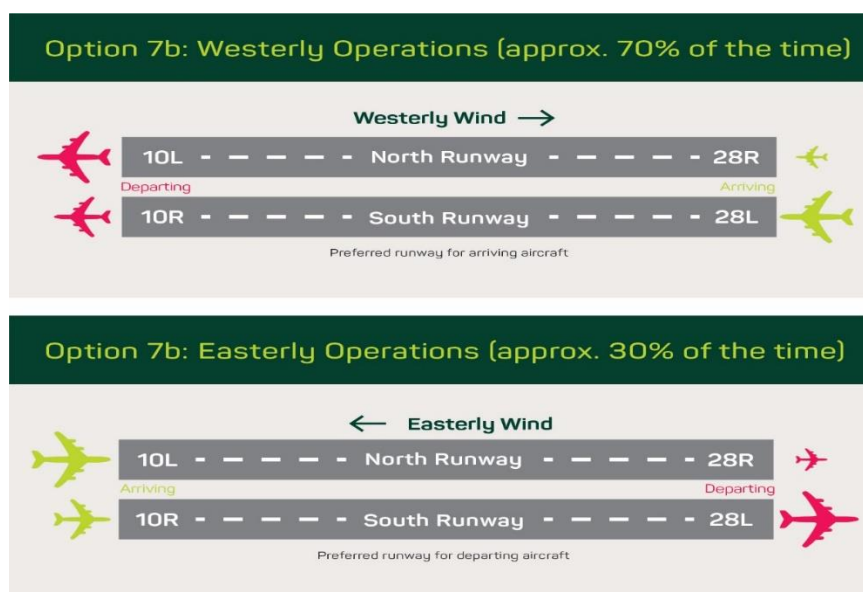 Option 7b: Westerly Operations (approx. 70% of the time)
Westerly Wind
10L North Runway 28R
Departing Arriving
10R South Runway 28L
Preferred runway for arriving aircraft
Option 7b: Easterly Operations (approx. 30% of the time)
Easterly Wind
10L North Runway 28R
Arriving Departing
10R South Runway 28L
Preferred runway for departing aircraft